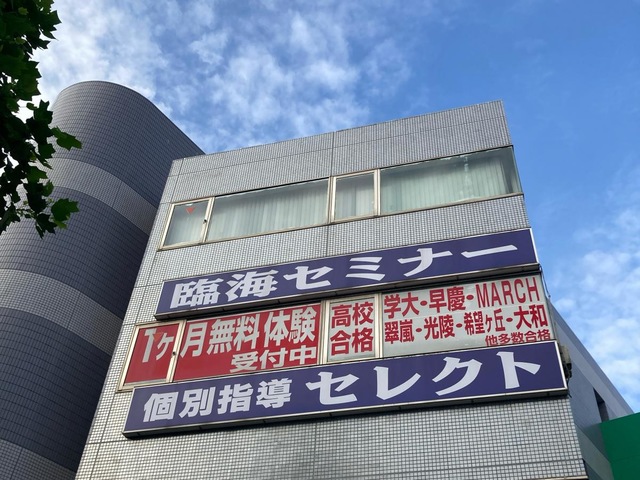 臨海セミナー
1ヶ月無料体験
受付中
高校
合格
学大・早慶・MARCH
翠嵐・光陵・希望ヶ丘・大和
他多数合格
個別指導セレクト